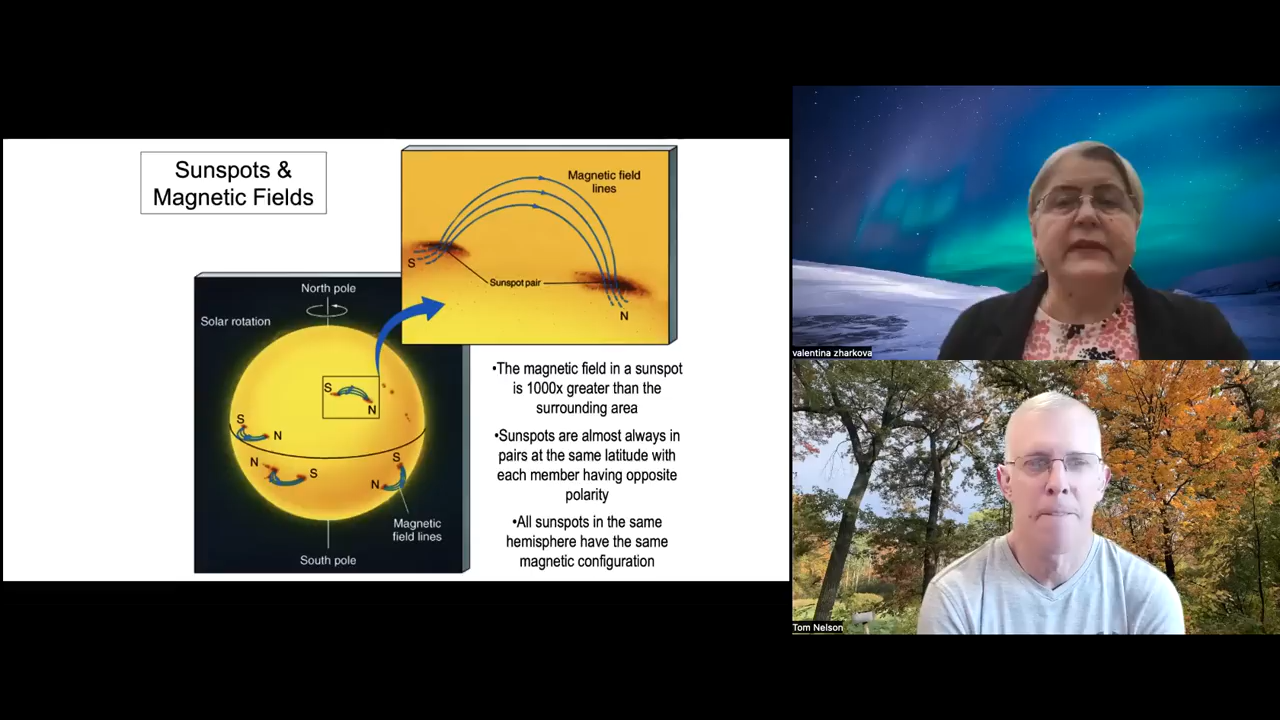 Sunspots &
Magnetic Fields
Magnetic field
lines
S
Sunspot pair
N
North pole
Solar rotation
S
N
S
N
N
S
S
N
Magnetic
field lines
South pole
•The magnetic field in a sunspot
is 1000x greater than the
surrounding area
•Sunspots are almost always in
pairs at the same latitude with
each member having opposite
polarity
•All sunspots in the same
hemisphere have the same
magnetic configuration
valentina zharkova
Tom Nelson